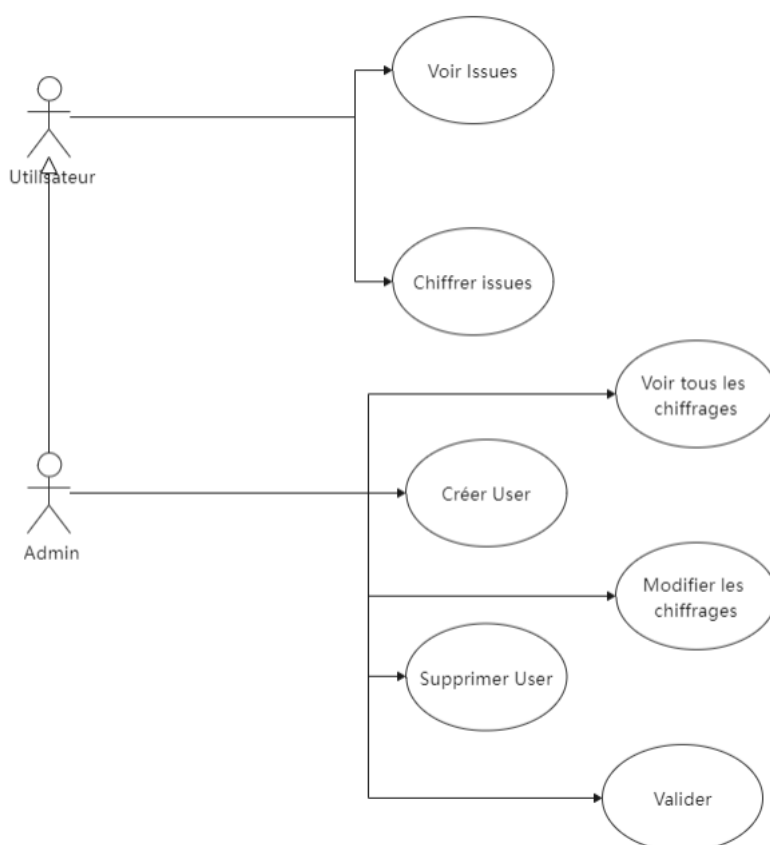 Voir Issues
Utilisateur
Chiffrer issues
Voir tous les
chiffrages
Créer User
Admin
Modifier les
chiffrages
Supprimer User
Valider